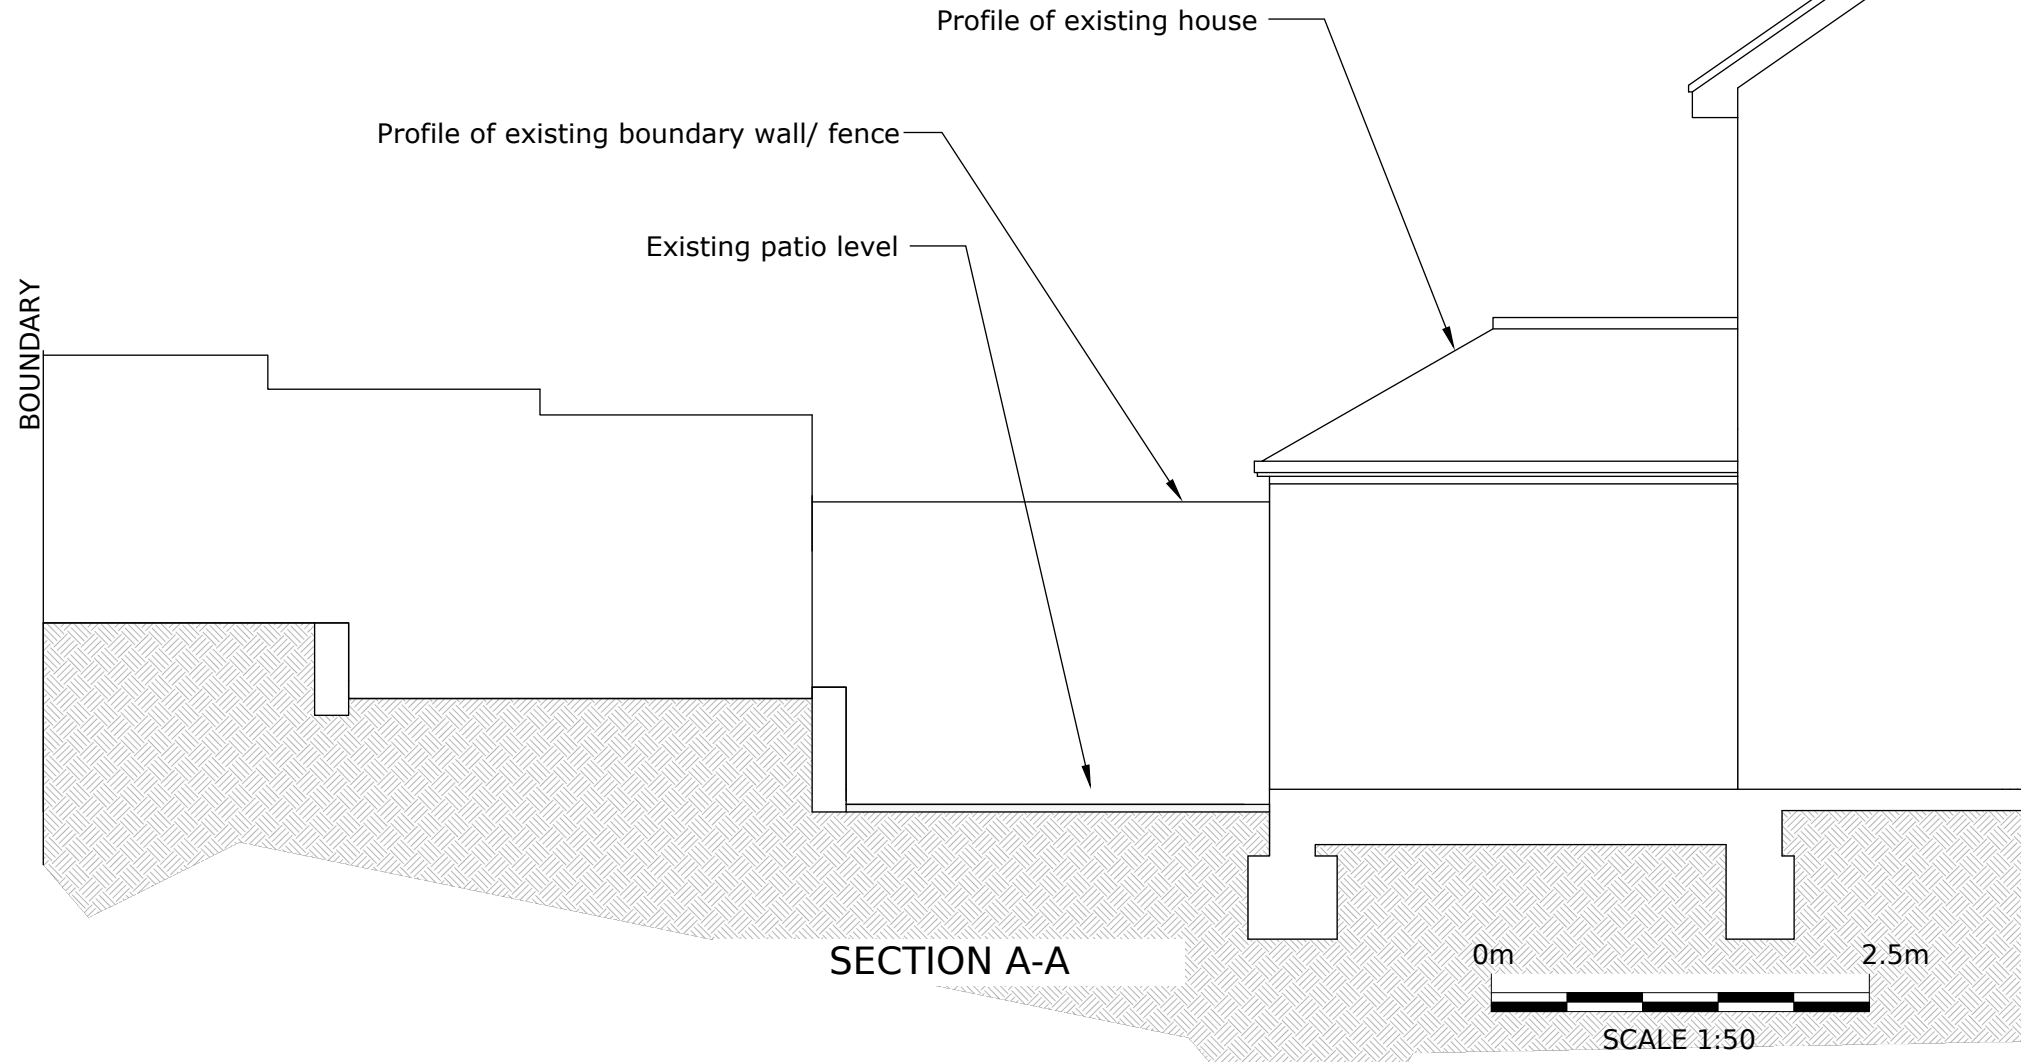 Profile of existing house
Profile of existing boundary wall/ fence
Existing patio level
BOUNDARY
SECTION A-A
0m
2.5m
SCALE 1:50